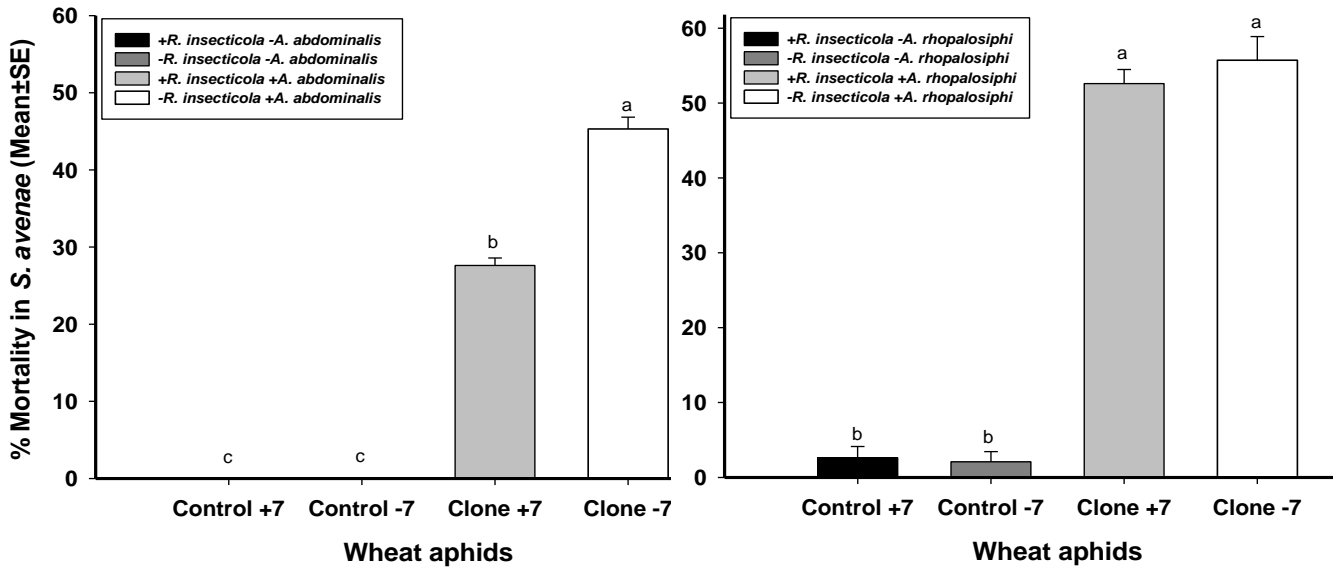 % Mortality in S. avenae (Mean±SE)
60
50
40
30
20
10
0
+R. insecticola -A. abdominalis
-R. insecticola -A. abdominalis
+R. insecticola +A. abdominalis
-R. insecticola +A. abdominalis
c
c
b
a
Control +7
Control -7
Clone +7
Clone -7
Wheat aphids
60
50
40
30
20
10
0
+R. insecticola -A. rhopalosiphi
-R. insecticola -A. rhopalosiphi
+R. insecticola +A. rhopalosiphi
-R. insecticola +A. rhopalosiphi
b
b
a
a
Control +7
Control -7
Clone +7
Clone -7
Wheat aphids